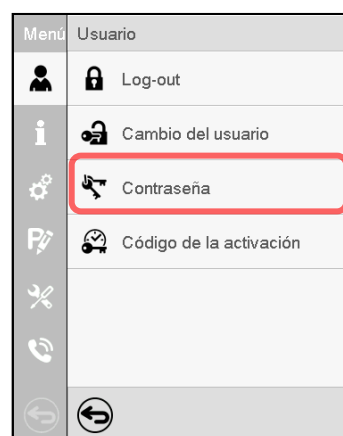 Menú Usuario
Log-out
Cambio del usuario
Contraseña
Código de la activación